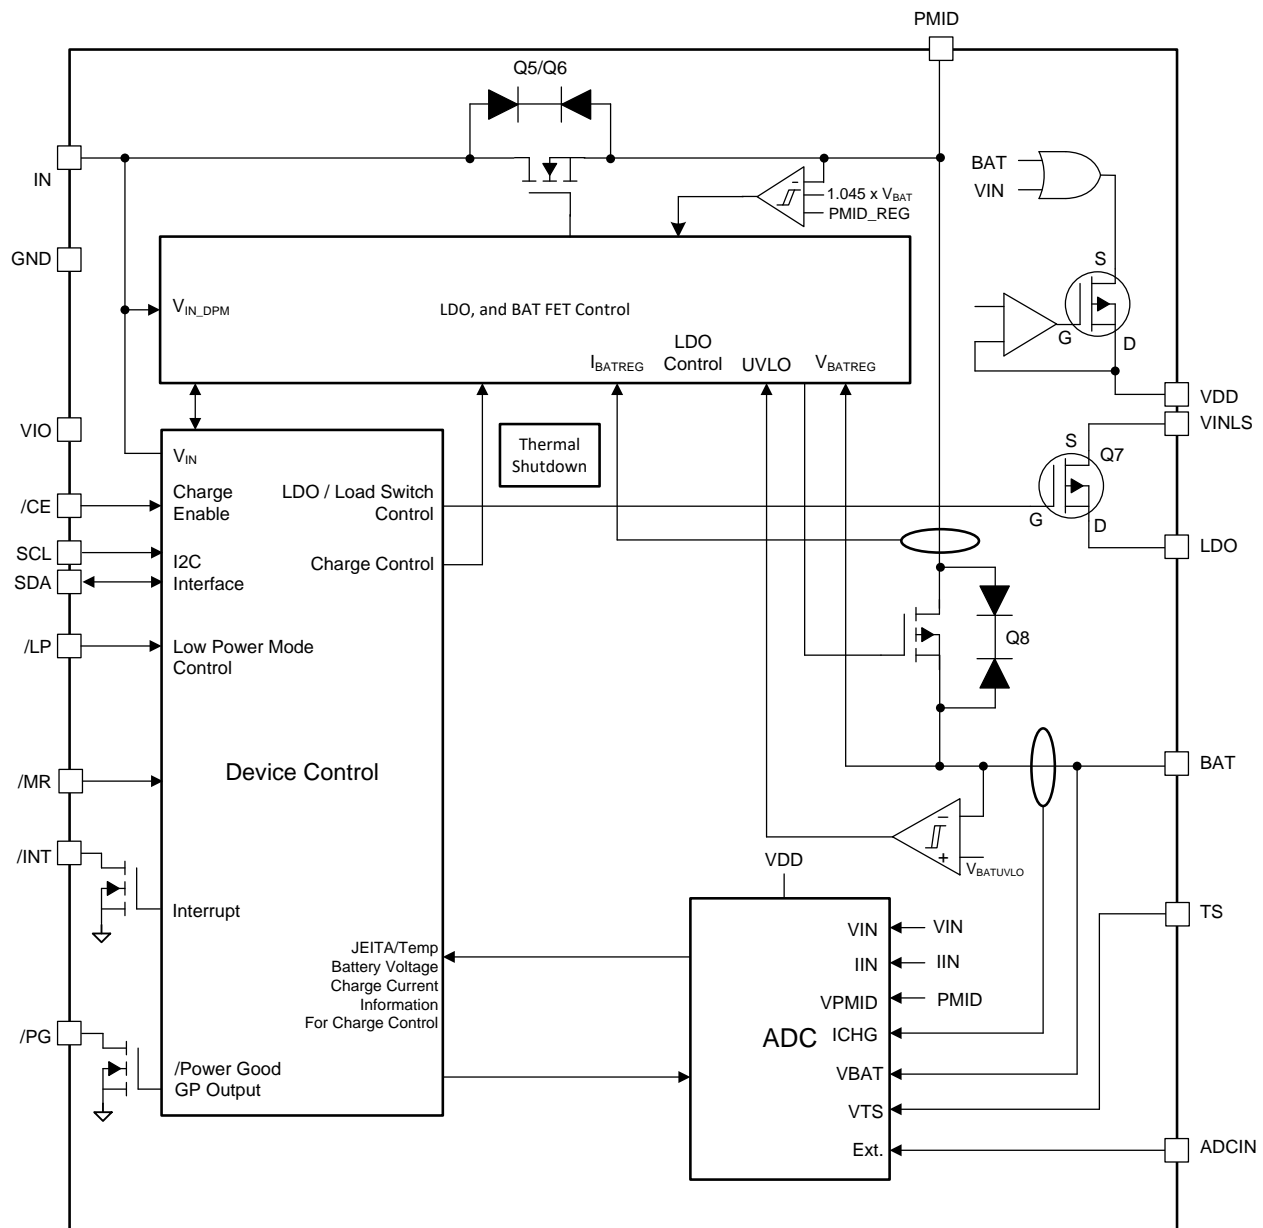 PMID
Q5/Q6
IN
BAT
VIN
1.045 x VBAT
PMID_REG
GND
S
VIN_DPM
LDO, and BAT FET Control
G
D
LDO
Control
IBATREG
UVLO
VBATREG
VDD
VINLS
VIO
Thermal
Shutdown
S
Q7
VIN
/CE
Charge
Enable
LDO / Load Switch
Control
G
D
SCL
I2C
Interface
SDA
Charge Control
LDO
/LP
Low Power Mode
Control
Q8
Device Control
/MR
BAT
-
+
VBATUVLO
/INT
VDD
Interrupt
TS
VIN
VIN
JEITA/Temp
Battery Voltage
Charge Current
Information
For Charge Control
IIN
IIN
VPMID
PMID
ADC
ICHG
/PG
/Power Good
GP Output
VBAT
VTS
Ext.
ADCIN